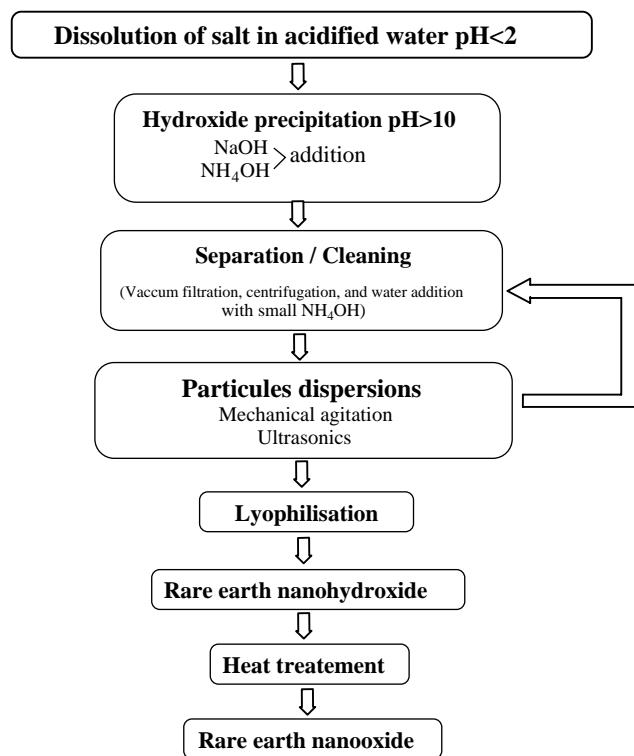 Dissolution of salt in acidified water pH<2
Hydroxide precipitation pH>10
NaOH
NH₄OH > addition
Separation / Cleaning
(Vaccum filtration, centrifugation, and water addition
with small NH₄OH)
Particules dispersions
Mechanical agitation
Ultrasonics
Lyophilisation
Rare earth nanohydroxide
Heat treatement
Rare earth nanooxide